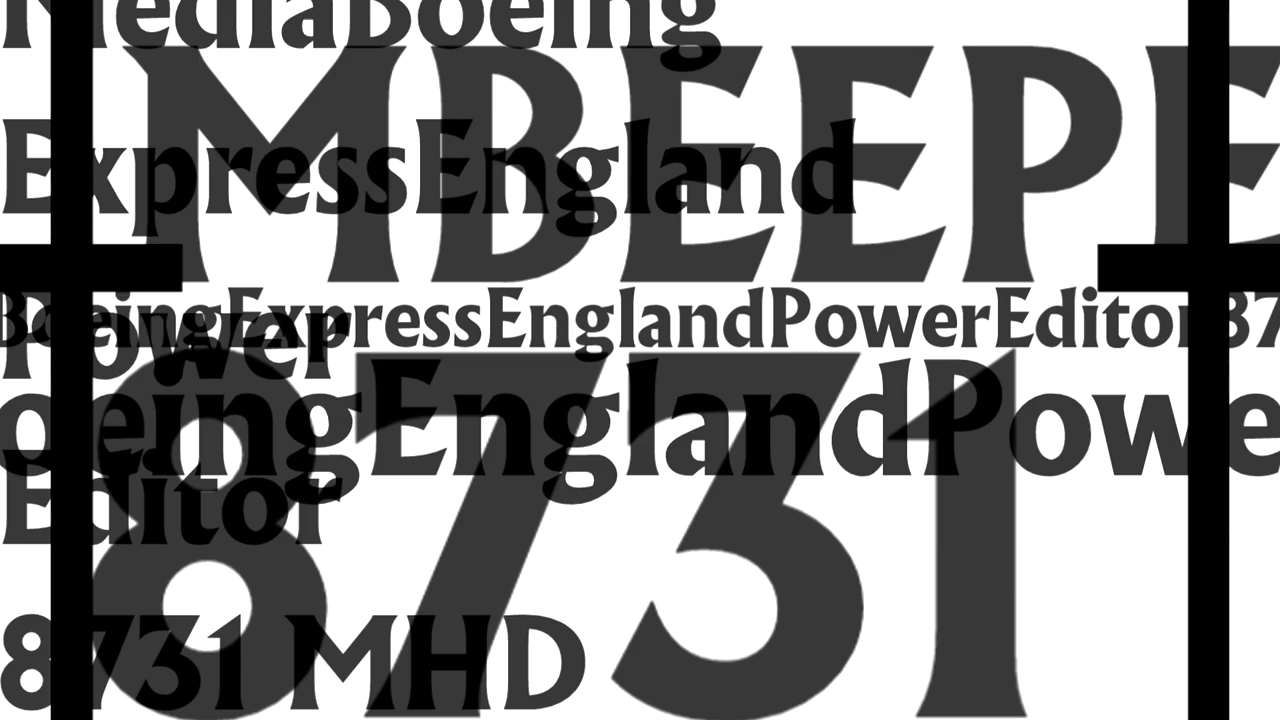 MediaBoeing
MBEEPE
ExpressEngland
BoeingExpressEnglandPowerEditor87
Power
oeingEnglandPowe
8731
Editor
8731 MHD